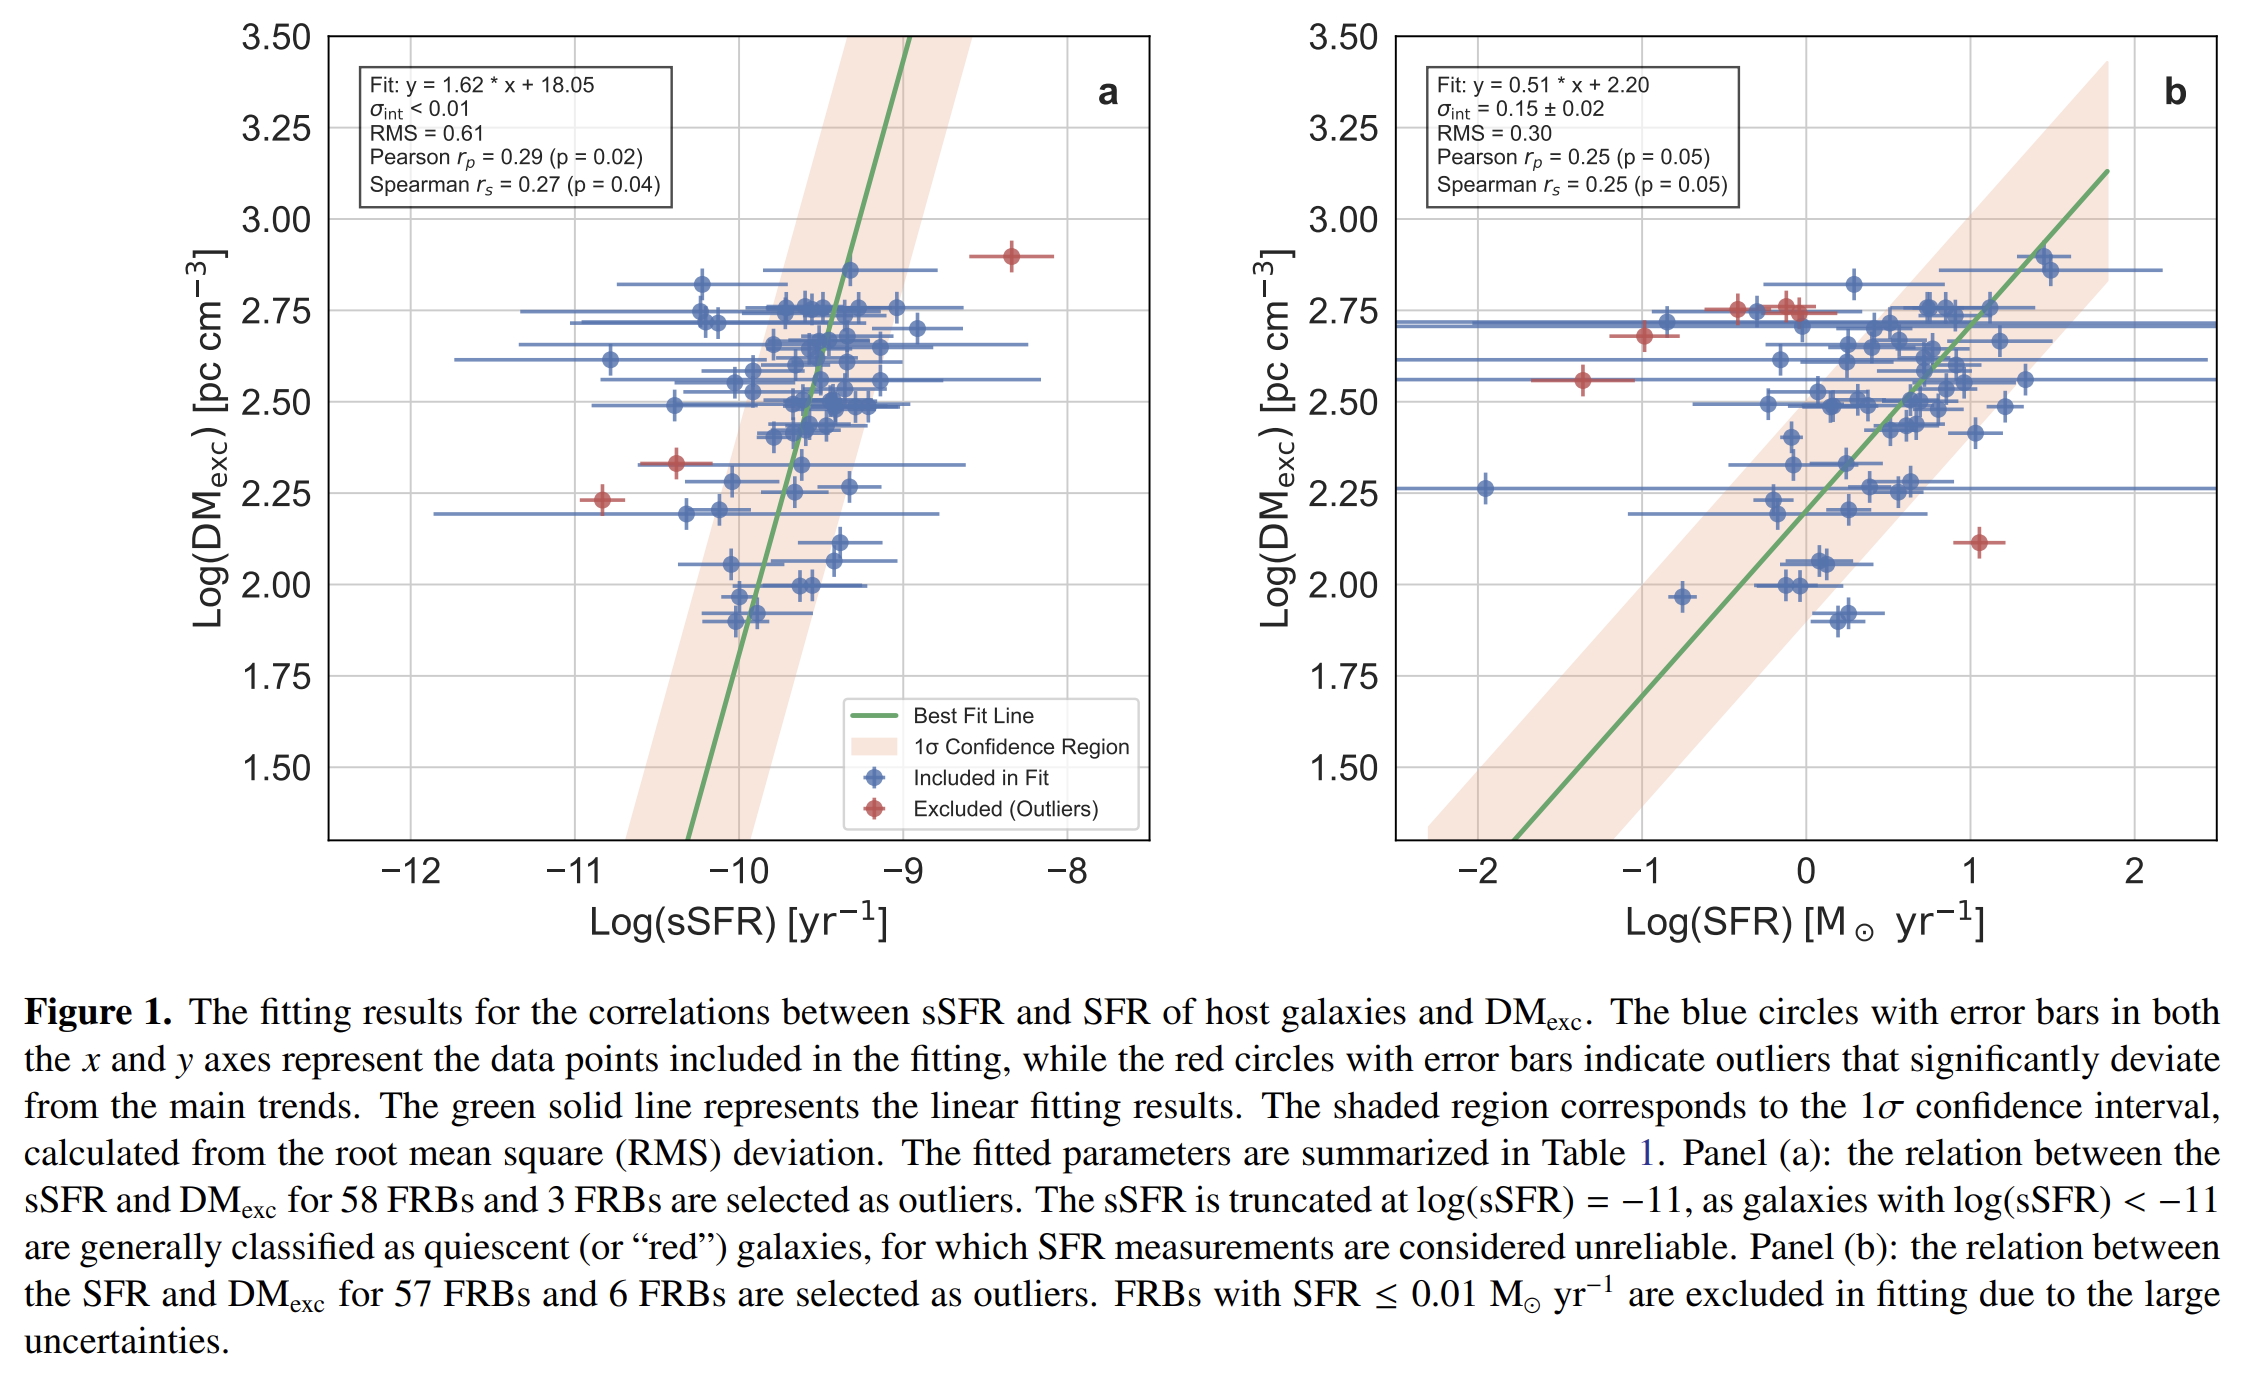 3.50
3.25
3.00
2.75
2.50
2.25
2.00
1.75
1.50
Log(DMexc) [pc cm−3]
Fit: y = 1.62 * x + 18.05
σint < 0.01
RMS = 0.61
Pearson rp = 0.29 (p = 0.02)
Spearman rs = 0.27 (p = 0.04)
a
Best Fit Line
1σ Confidence Region
Included in Fit
Excluded (Outliers)
−12 −11 −10 −9 −8
Log(sSFR) [yr−1]
3.50
3.25
3.00
2.75
2.50
2.25
2.00
1.75
1.50
Log(DMexc) [pc cm−3]
Fit: y = 0.51 * x + 2.20
σint = 0.15 ± 0.02
RMS = 0.30
Pearson rp = 0.25 (p = 0.05)
Spearman rs = 0.25 (p = 0.05)
b
−2 −1 0 1 2
Log(SFR) [M⊙ yr−1]
Figure 1. The fitting results for the correlations between sSFR and SFR of host galaxies and DMexc. The blue circles with error bars in both
the x and y axes represent the data points included in the fitting, while the red circles with error bars indicate outliers that significantly deviate
from the main trends. The green solid line represents the linear fitting results. The shaded region corresponds to the 1σ confidence interval,
calculated from the root mean square (RMS) deviation. The fitted parameters are summarized in Table 1. Panel (a): the relation between the
sSFR and DMexc for 58 FRBs and 3 FRBs are selected as outliers. The sSFR is truncated at log(sSFR) = −11, as galaxies with log(sSFR) < −11
are generally classified as quiescent (or “red”) galaxies, for which SFR measurements are considered unreliable. Panel (b): the relation between
the SFR and DMexc for 57 FRBs and 6 FRBs are selected as outliers. FRBs with SFR ≤ 0.01 M⊙ yr−1 are excluded in fitting due to the large
uncertainties.